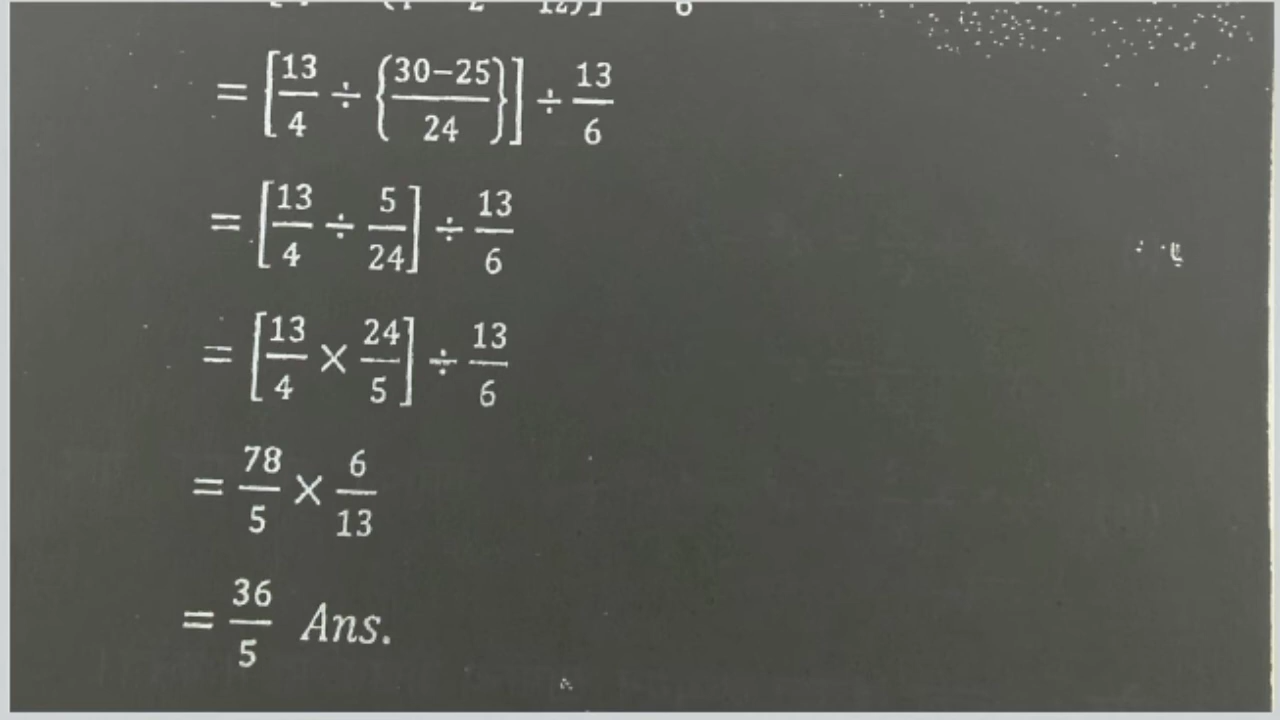 = [13/4 ÷ {(30−25)/24}] ÷ 13/6
= [13/4 ÷ 5/24] ÷ 13/6
= [13/4 × 24/5] ÷ 13/6
= 78/5 × 6/13
= 36/5 Ans.